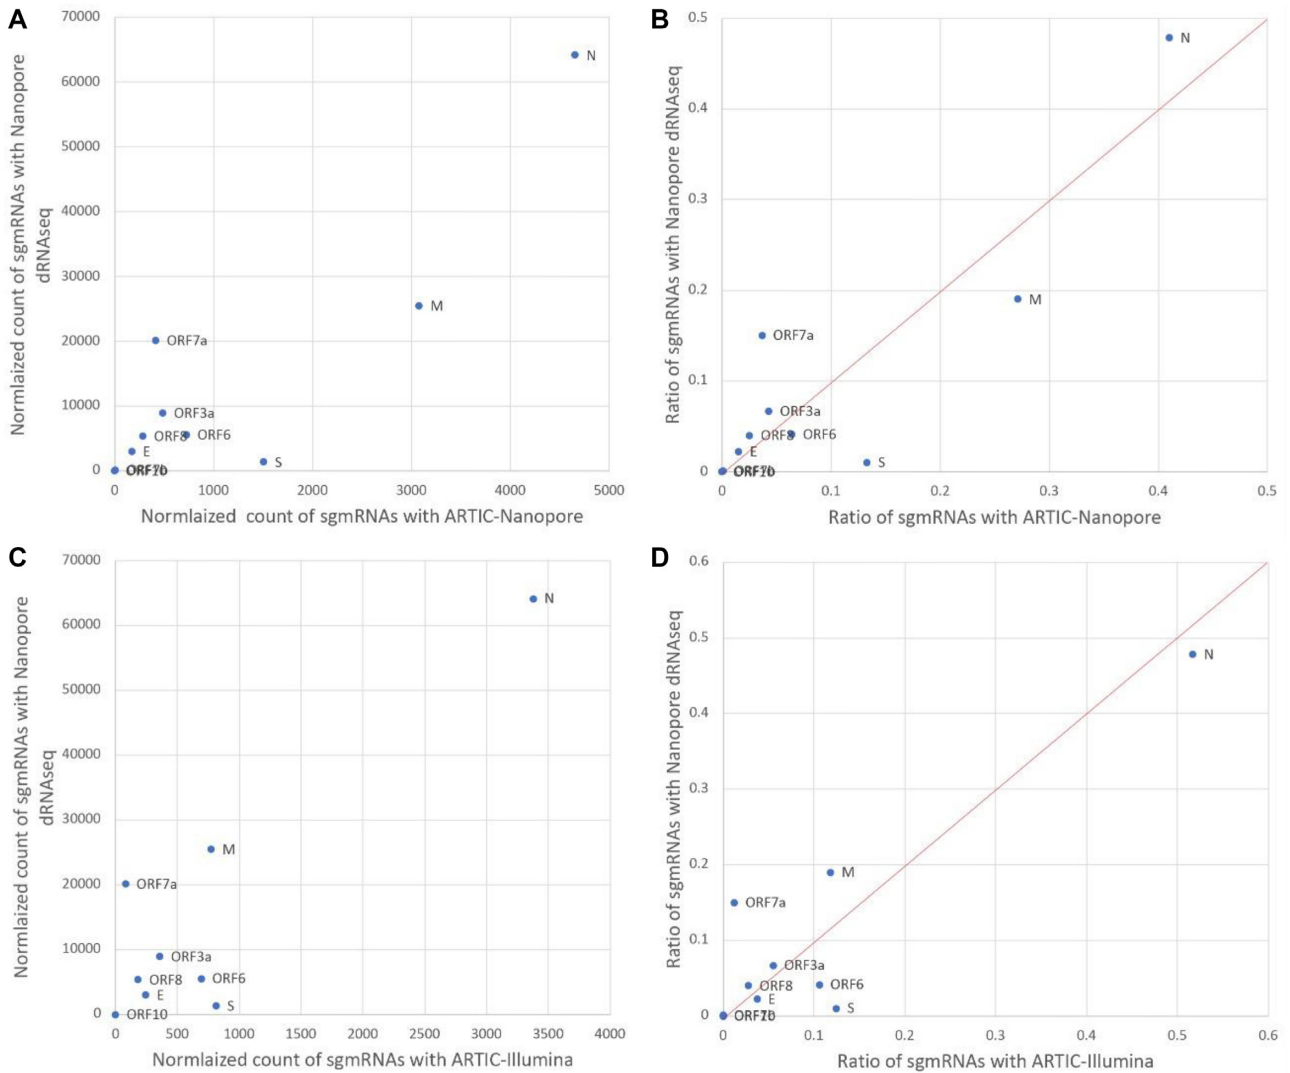 A
70000
60000
50000
40000
30000
20000
10000
0
0 1000 2000 3000 4000 5000
Normlaized count of sgmRNAs with Nanopore
dRNAseq
N
M
ORF7a
ORF3a
ORF8 ORF6
E
S
ORF10
Normlaized count of sgmRNAs with ARTIC-Nanopore
B
0.5
0.4
0.3
0.2
0.1
0
0 0.1 0.2 0.3 0.4 0.5
Ratio of sgmRNAs with Nanopore dRNAseq
N
M
ORF7a
ORF3a
ORF8 ORF6
E
S
ORF10
Ratio of sgmRNAs with ARTIC-Nanopore
C
70000
60000
50000
40000
30000
20000
10000
0
0 500 1000 1500 2000 2500 3000 3500 4000
Normlaized count of sgmRNAs with Nanopore
dRNAseq
N
M
ORF7a
ORF3a
ORF8 ORF6
E
S
ORF10
Normlaized count of sgmRNAs with ARTIC-Illumina
D
0.6
0.5
0.4
0.3
0.2
0.1
0
0 0.1 0.2 0.3 0.4 0.5 0.6
Ratio of sgmRNAs with Nanopore dRNAseq
N
M
ORF7a
ORF3a
ORF8 ORF6
E
S
Ratio of sgmRNAs with ARTIC-Illumina